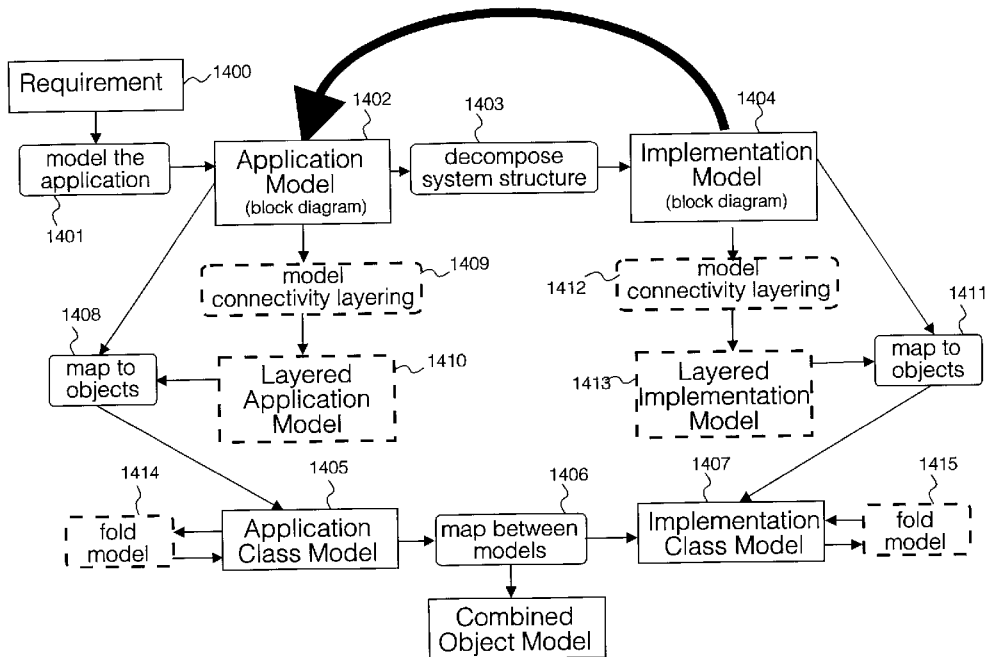 Requirement
1400
model the
application
1401
1402
Application
Model
(block diagram)
1403
decompose
system structure
1404
Implementation
Model
(block diagram)
model
connectivity layering
1409
1412
model
connectivity layering
1408
map to
objects
Layered
Application
Model
1410
1413
Layered
Implementation
Model
1411
map to
objects
1414
fold
model
1405
Application
Class Model
1406
map between
models
1407
Implementation
Class Model
1415
fold
model
Combined
Object Model